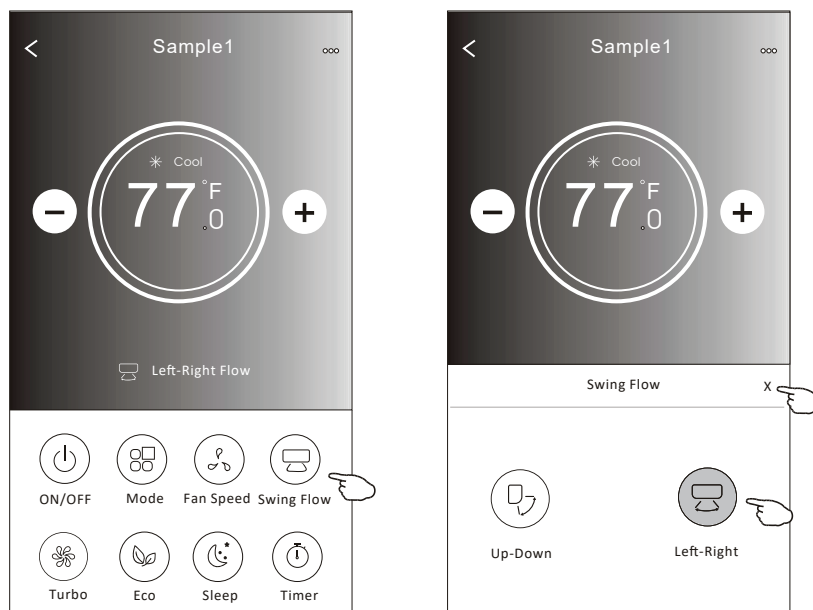 Sample1
Cool
77.0°F
Left-Right Flow
ON/OFF Mode Fan Speed Swing Flow
Turbo Eco Sleep Timer
Sample1
Cool
77.0°F
Swing Flow X
Up-Down Left-Right